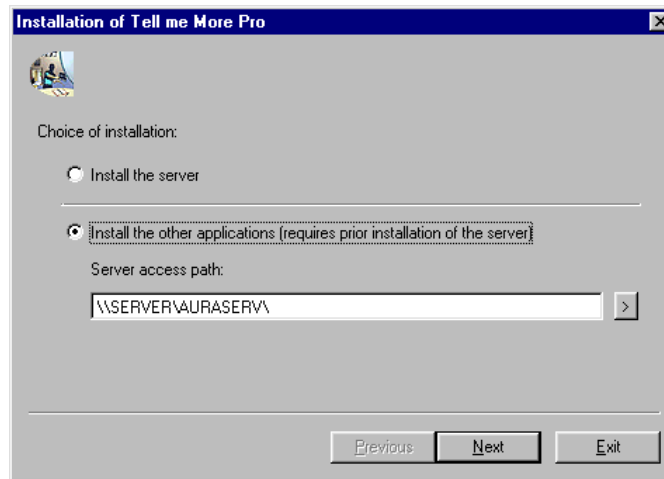 Installation of Tell me More Pro
Choice of installation:
Install the server
Install the other applications (requires prior installation of the server)
Server access path:
\\SERVER\AURASERV\
>
Previous
Next
Exit